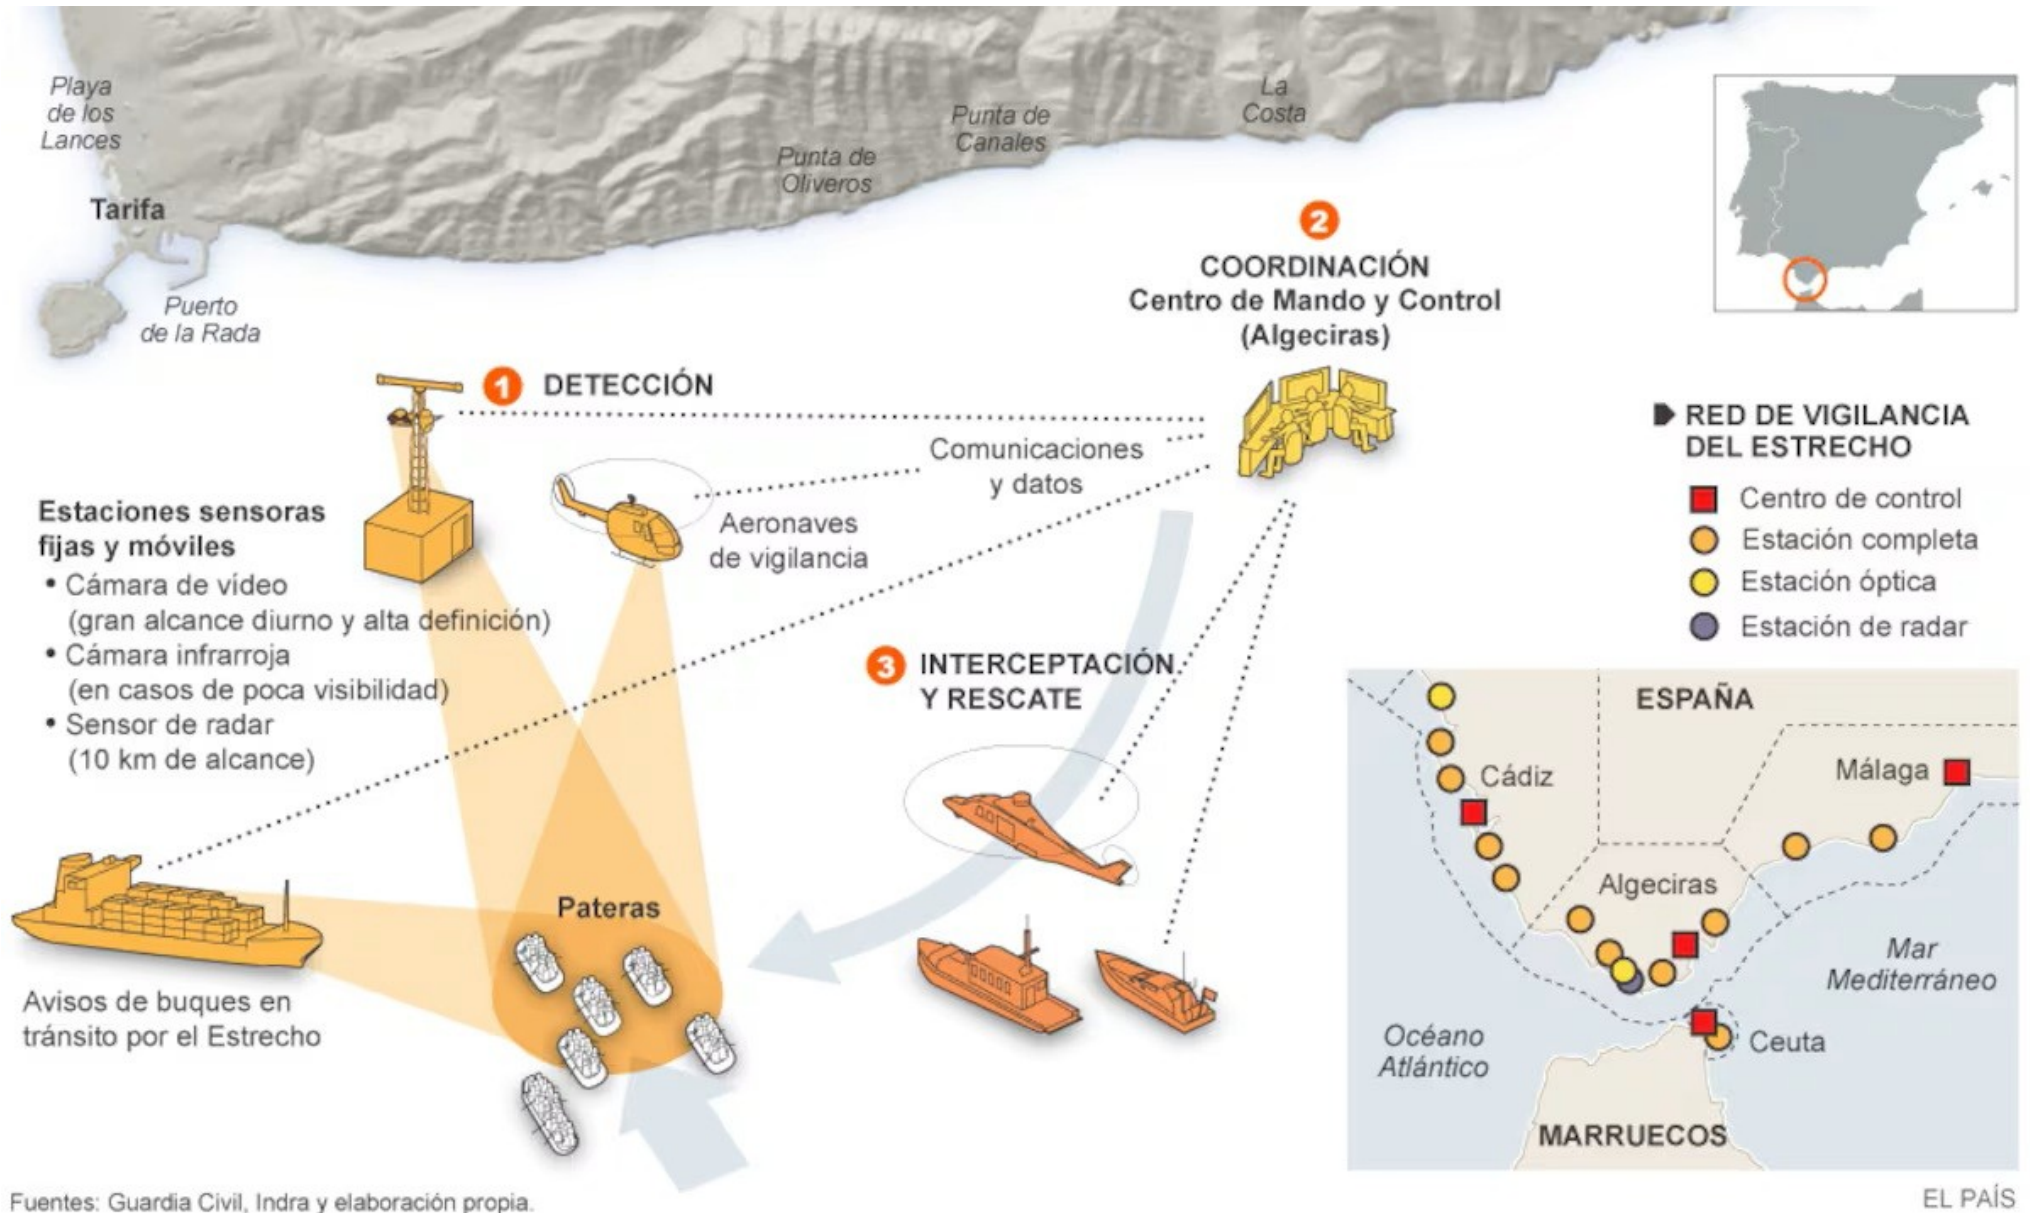 Playa
de los
Lances
Tarifa
Puerto
de la Rada
Punta de
Oliveros
Punta de
Canales
La
Costa
2
COORDINACIÓN
Centro de Mando y Control
(Algeciras)
1 DETECCIÓN
Comunicaciones
y datos
Aeronaves
de vigilancia
Estaciones sensoras
fijas y móviles
• Cámara de vídeo
(gran alcance diurno y alta definición)
• Cámara infrarroja
(en casos de poca visibilidad)
• Sensor de radar
(10 km de alcance)
3 INTERCEPTACIÓN
Y RESCATE
Pateras
Avisos de buques en
tránsito por el Estrecho
RED DE VIGILANCIA
DEL ESTRECHO
Centro de control
Estación completa
Estación óptica
Estación de radar
ESPAÑA
Cádiz
Málaga
Algeciras
Mar
Mediterráneo
Océano
Atlántico
Ceuta
MARRUECOS
Fuentes: Guardia Civil, Indra y elaboración propia.
EL PAÍS